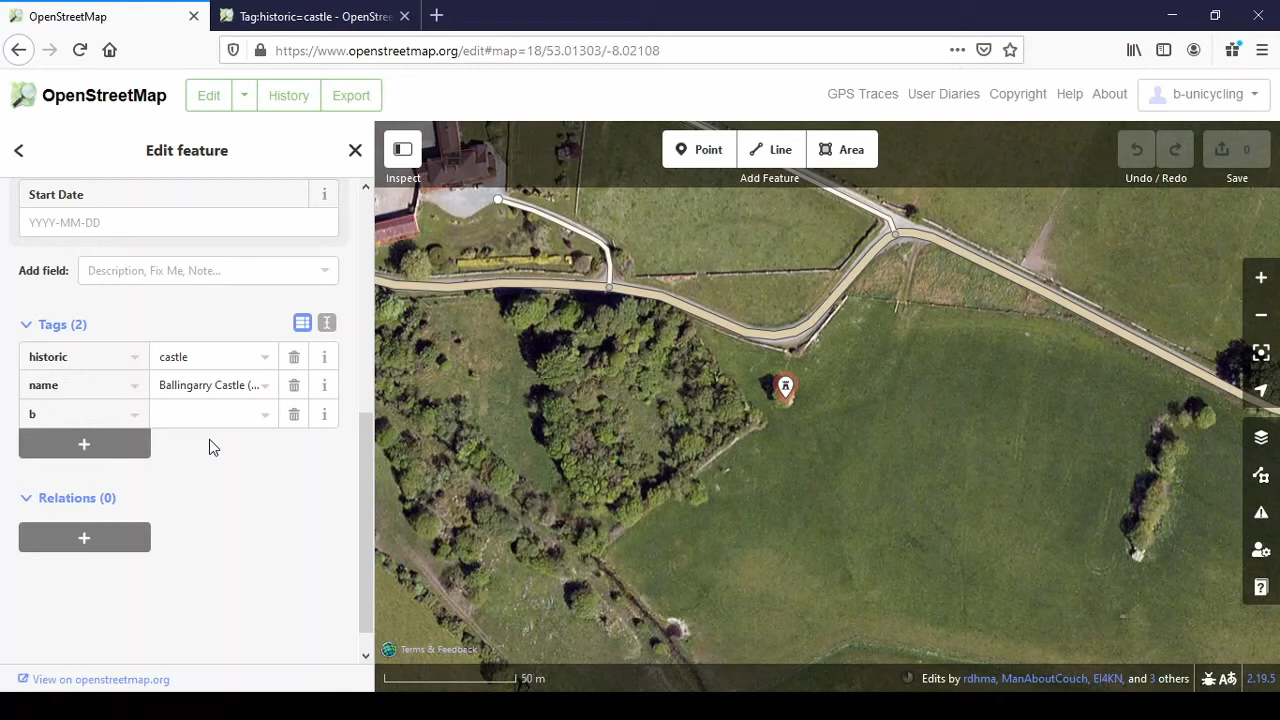 OpenStreetMap
Tag:historic=castle - OpenStree
https://www.openstreetmap.org/edit#map=18/53.01303/-8.02108
OpenStreetMap
Edit
History
Export
GPS Traces
User Diaries
Copyright
Help
About
b-unicycling
Edit feature
Inspect
Point
Line
Area
Add Feature
Undo / Redo
0
Save
Start Date
YYYY-MM-DD
Add field:
Description, Fix Me, Note...
Tags (2)
historic
castle
name
Ballingarry Castle (...
b
Relations (0)
View on openstreetmap.org
Terms & Feedback
50 m
Edits by rdhma, ManAboutCouch, EI4KN, and 3 others
2.19.5